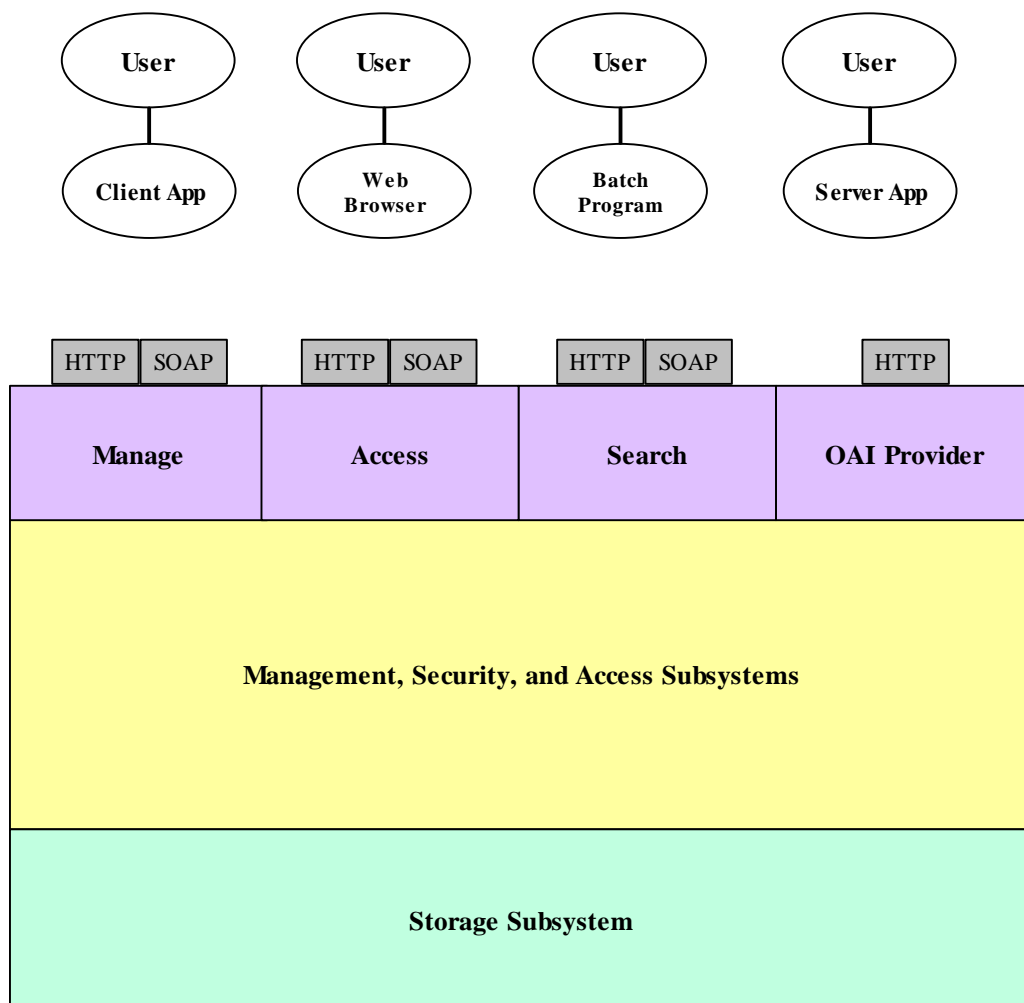 User User User User
Client App Web Browser Batch Program Server App
HTTP SOAP HTTP SOAP HTTP SOAP HTTP
Manage Access Search OAI Provider
Management, Security, and Access Subsystems
Storage Subsystem